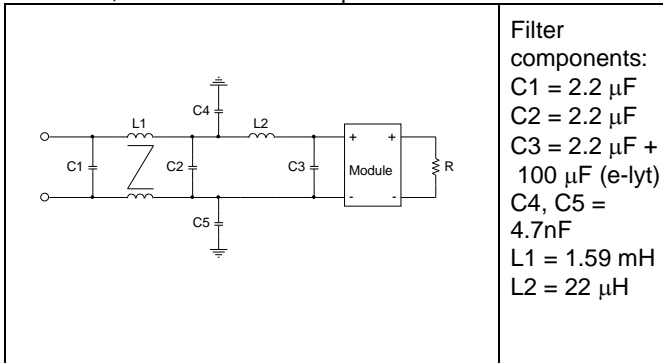 C4
L1
L2
C1
C2
C3
+ +
Module
- -
R
C5
Filter
components:
C1 = 2.2 μF
C2 = 2.2 μF
C3 = 2.2 μF +
100 μF (e-lyt)
C4, C5 =
4.7nF
L1 = 1.59 mH
L2 = 22 μH